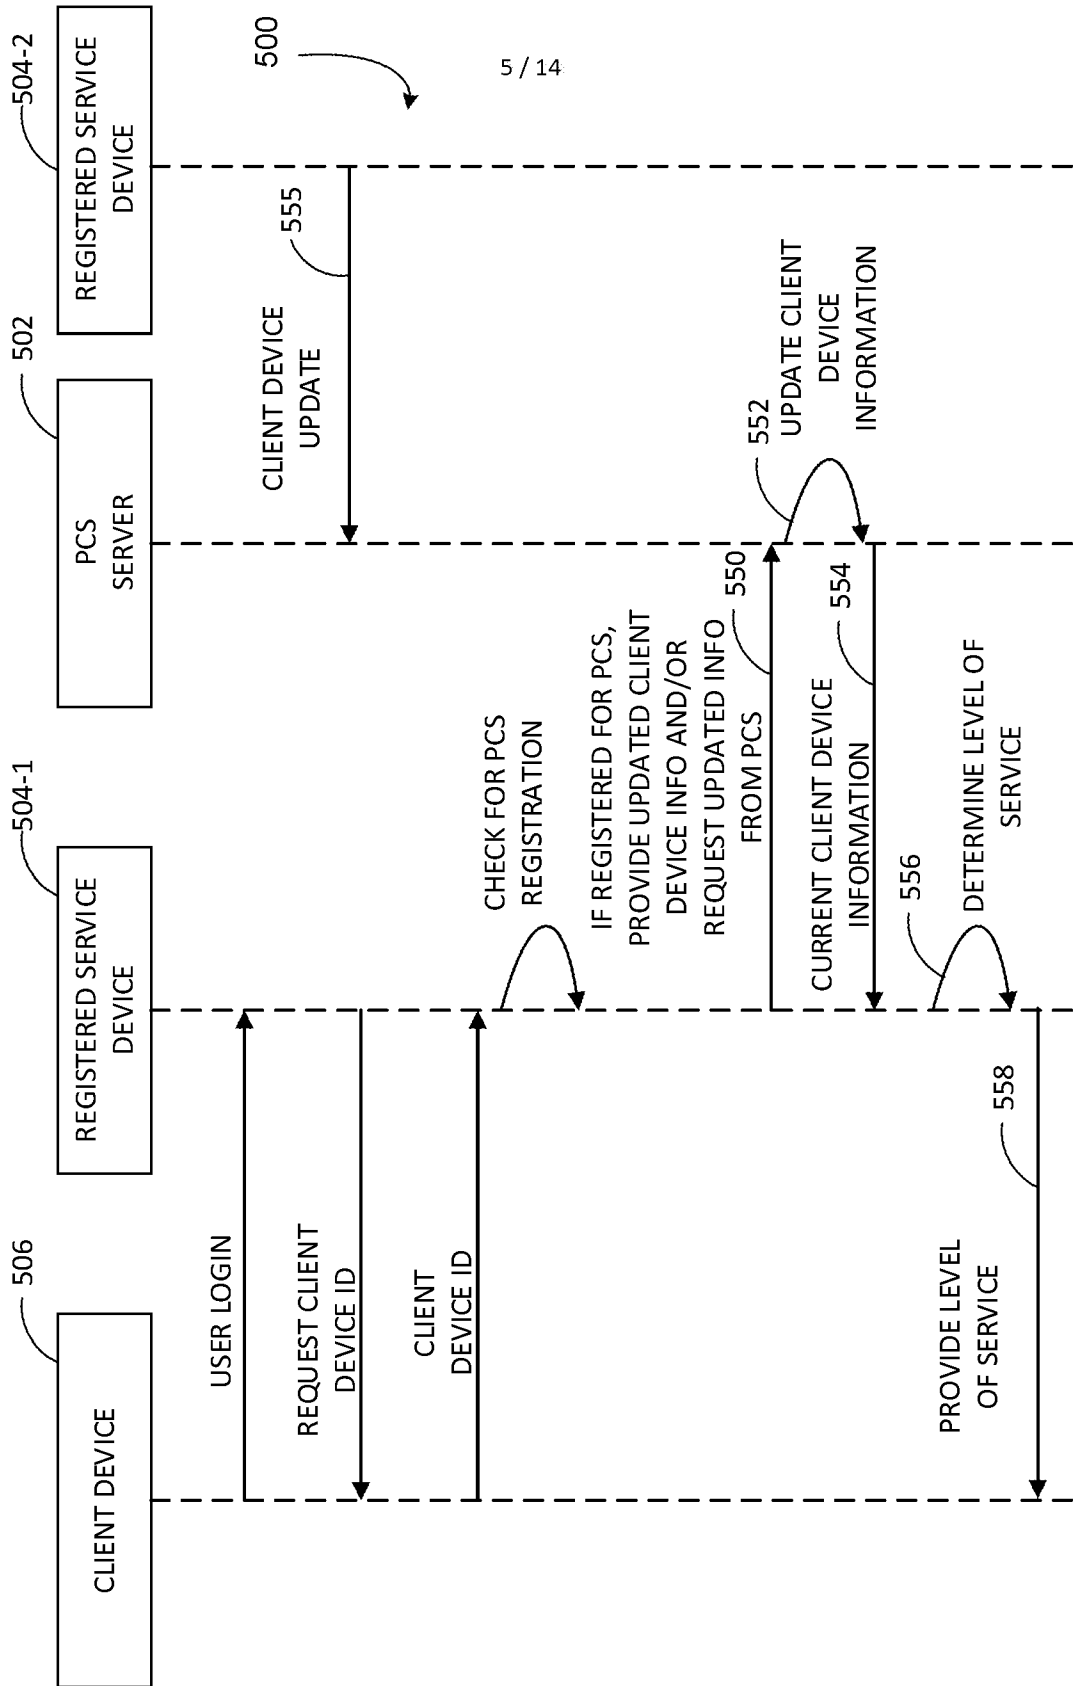 5 / 14
500
506
CLIENT DEVICE
504-1
REGISTERED SERVICE
DEVICE
502
PCS
SERVER
504-2
REGISTERED SERVICE
DEVICE
USER LOGIN
CLIENT DEVICE
UPDATE
555
REQUEST CLIENT
DEVICE ID
CLIENT
DEVICE ID
CHECK FOR PCS
REGISTRATION
IF REGISTERED FOR PCS,
PROVIDE UPDATED CLIENT
DEVICE INFO AND/OR
REQUEST UPDATED INFO
FROM PCS
550
552
UPDATE CLIENT
DEVICE
INFORMATION
CURRENT CLIENT DEVICE
INFORMATION
554
556
DETERMINE LEVEL OF
SERVICE
PROVIDE LEVEL
OF SERVICE
558